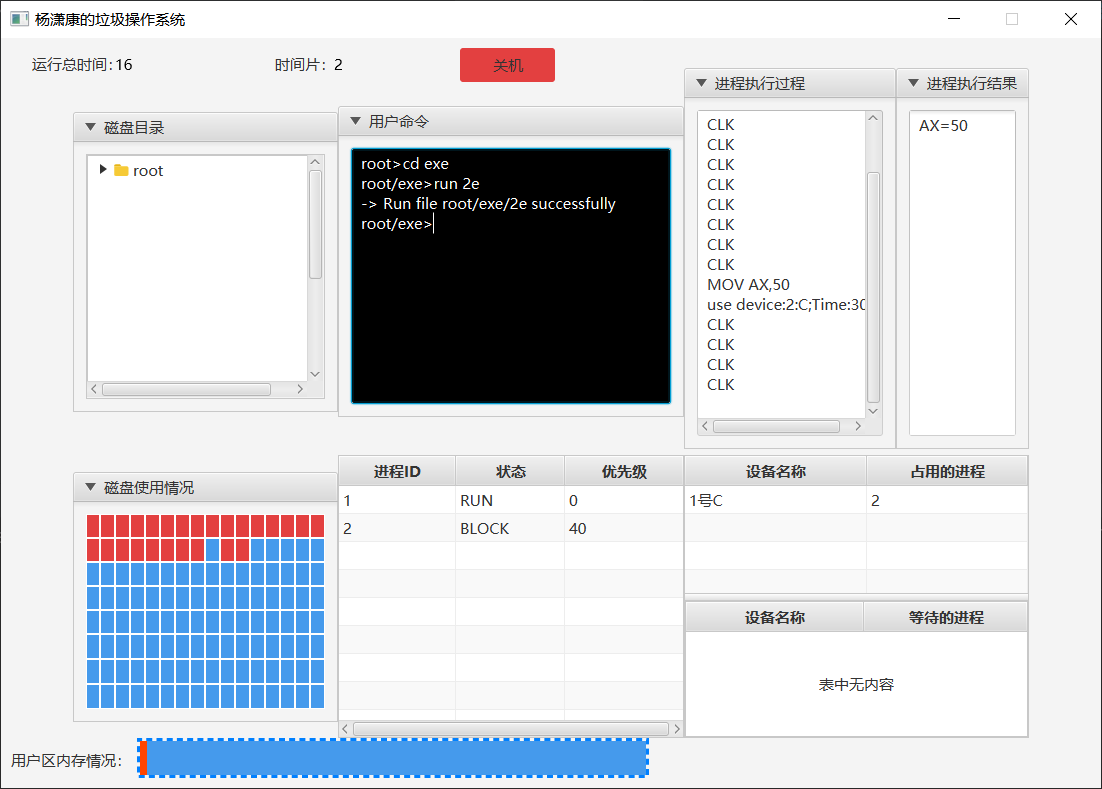 杨潇康的垃圾操作系统
运行总时间：16
时间片：2
关机
磁盘目录
root
用户命令
root>cd exe
root/exe>run 2e
-> Run file root/exe/2e successfully
root/exe>
进程执行过程
CLK
CLK
CLK
CLK
CLK
CLK
CLK
CLK
MOV AX,50
use device:2:C;Time:30
CLK
CLK
CLK
CLK
进程执行结果
AX=50
磁盘使用情况
进程ID 状态 优先级
1 RUN 0
2 BLOCK 40
设备名称 占用的进程
1号C 2
设备名称 等待的进程
表中无内容
用户区内存情况：